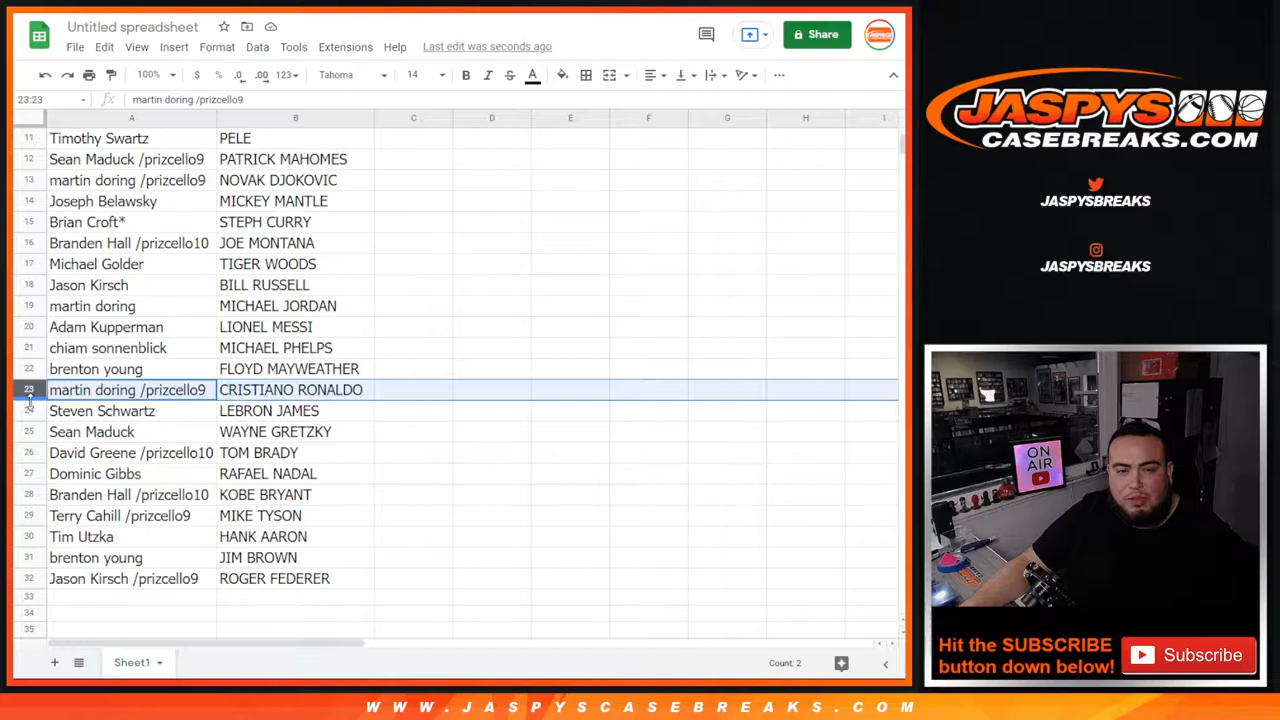 Untitled spreadsheet
File Edit View Insert Format Data Tools Extensions Help Last edit was seconds ago
Share
100% $ % .0 .00 123 Tahoma 14 B I S A
23:23 fx martin doring /prizcello9
A B C D E F G H I
11 Timothy Swartz PELE
12 Sean Maduck /prizcello9 PATRICK MAHOMES
13 martin doring /prizcello9 NOVAK DJOKOVIC
14 Joseph Belawsky MICKEY MANTLE
15 Brian Croft* STEPH CURRY
16 Branden Hall /prizcello10 JOE MONTANA
17 Michael Golder TIGER WOODS
18 Jason Kirsch BILL RUSSELL
19 martin doring MICHAEL JORDAN
20 Adam Kupperman LIONEL MESSI
21 chiam sonnenblick MICHAEL PHELPS
22 brenton young FLOYD MAYWEATHER
23 martin doring /prizcello9 CRISTIANO RONALDO
Steven Schwartz LEBRON JAMES
25 Sean Maduck WAYNE GRETZKY
26 David Greene /prizcello10 TOM BRADY
27 Dominic Gibbs RAFAEL NADAL
28 Branden Hall /prizcello10 KOBE BRYANT
29 Terry Cahill /prizcello9 MIKE TYSON
30 Tim Utzka HANK AARON
31 brenton young JIM BROWN
32 Jason Kirsch /prizcello9 ROGER FEDERER
33
34
35
Sheet1
Count: 2
JASPYS
CASEBREAKS.COM
JASPYSBREAKS
JASPYSBREAKS
ON
AIR
Hit the SUBSCRIBE
button down below!
Subscribe
WWW.JASPYSCASEBREAKS.COM